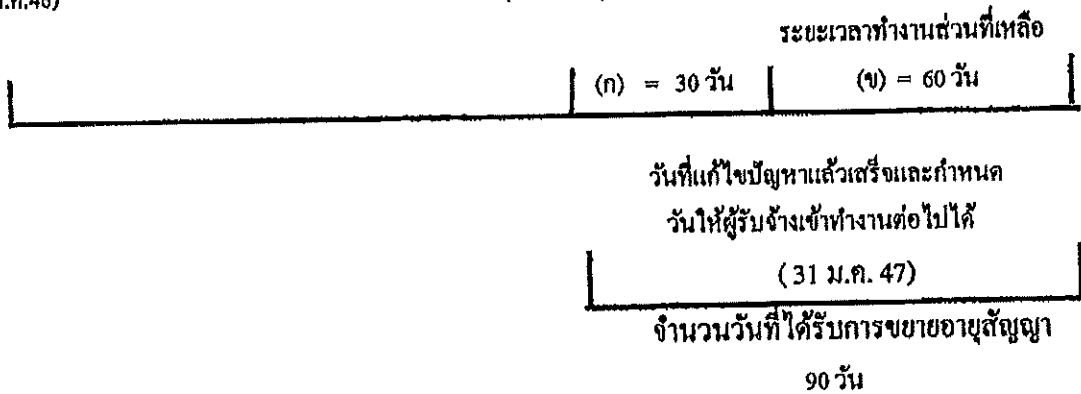 ระยะเวลาทำงานส่วนที่เหลือ
(ก) = 30 วัน (ข) = 60 วัน
วันที่แก้ไขปัญหาแล้วเสร็จและกำหนด
วันให้ผู้รับจ้างเข้าทำงานต่อไปได้
( 31 ม.ค. 47)
จำนวนวันที่ได้รับการขยายอายุสัญญา
90 วัน